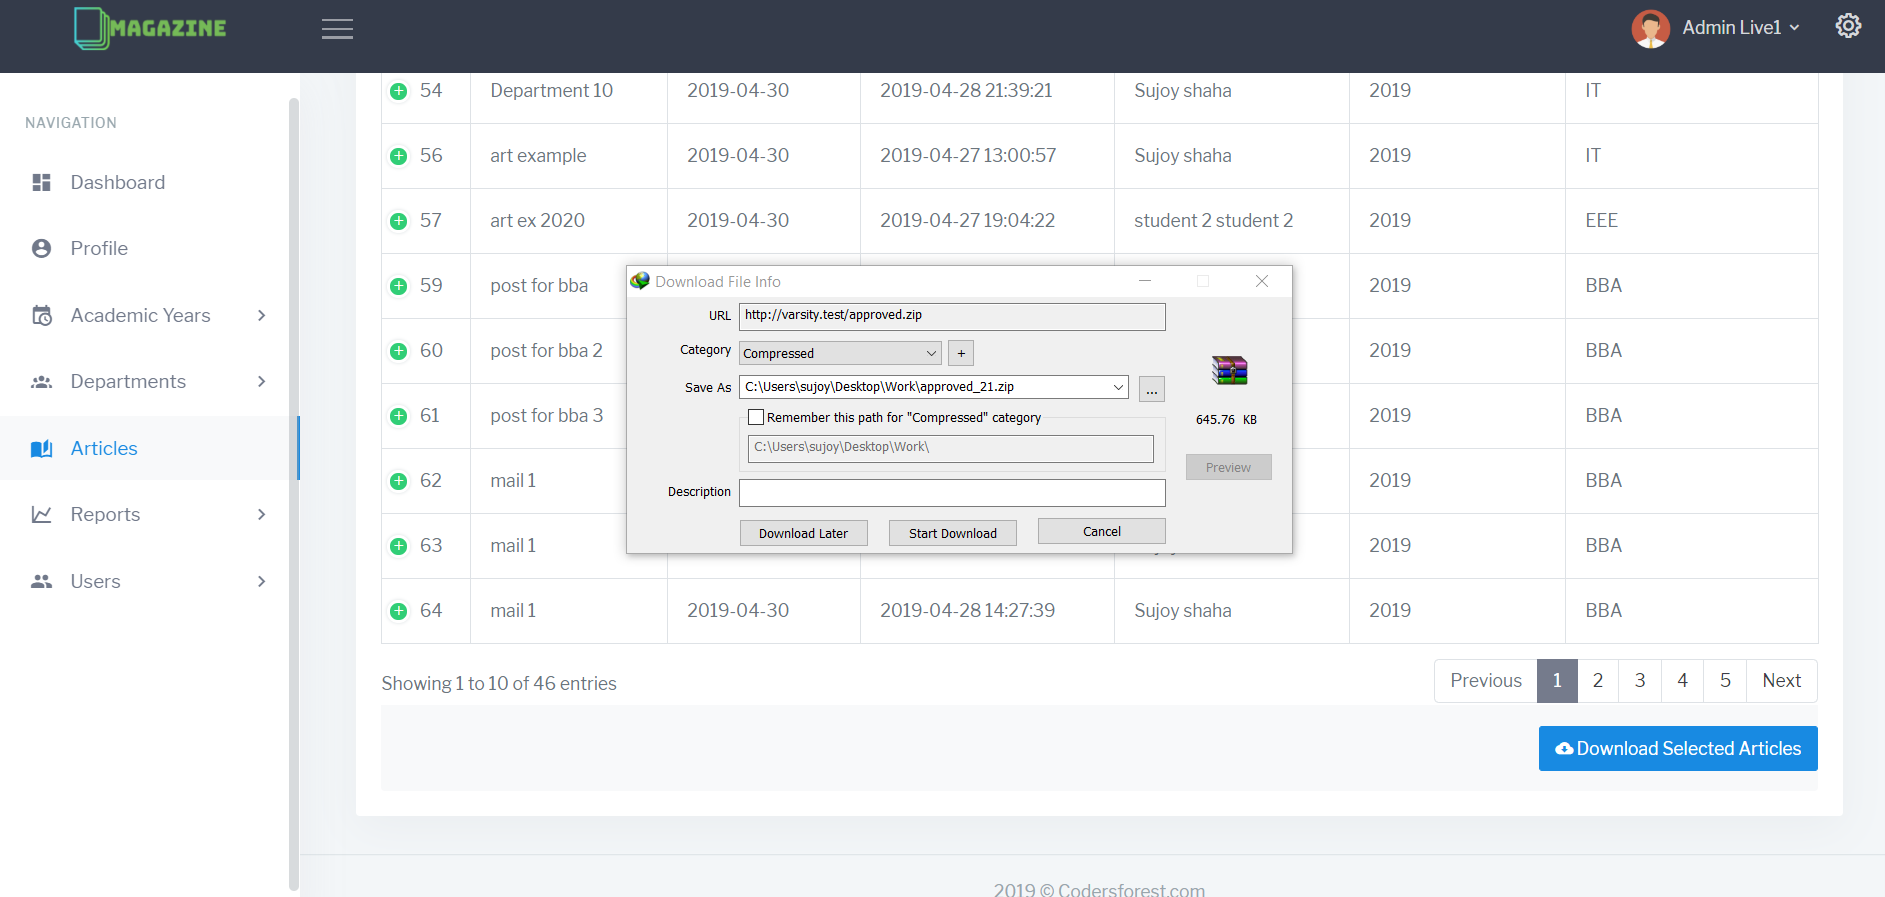 MAGAZINE
Admin Live1
NAVIGATION
Dashboard
Profile
Academic Years
Departments
Articles
Reports
Users
54 Department 10 2019-04-30 2019-04-28 21:39:21 Sujoy shaha 2019 IT
56 art example 2019-04-30 2019-04-27 13:00:57 Sujoy shaha 2019 IT
57 art ex 2020 2019-04-30 2019-04-27 19:04:22 student 2 student 2 2019 EEE
59 post for bba 2019 BBA
60 post for bba 2 2019 BBA
61 post for bba 3 2019 BBA
62 mail 1 2019 BBA
63 mail 1 2019 BBA
64 mail 1 2019-04-30 2019-04-28 14:27:39 Sujoy shaha 2019 BBA
Download File Info
URL http://varsity.test/approved.zip
Category Compressed +
Save As C:\Users\sujoy\Desktop\Work\approved_21.zip ...
Remember this path for "Compressed" category
C:\Users\sujoy\Desktop\Work\
645.76 KB
Preview
Description
Download Later Start Download Cancel
Showing 1 to 10 of 46 entries
Previous 1 2 3 4 5 Next
Download Selected Articles
2019 © Codersforest.com